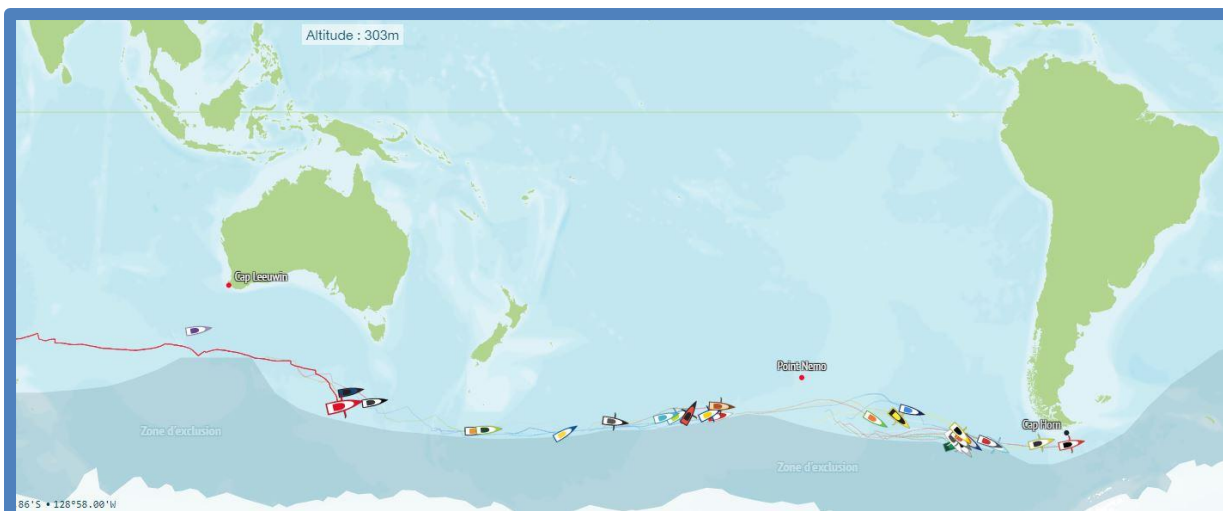 Altitude : 303m
Cap Leeuwin
Point Nemo
Cap Horn
Zone d'exclusion
Zone d'exclusion
86'S • 128°58.00'W